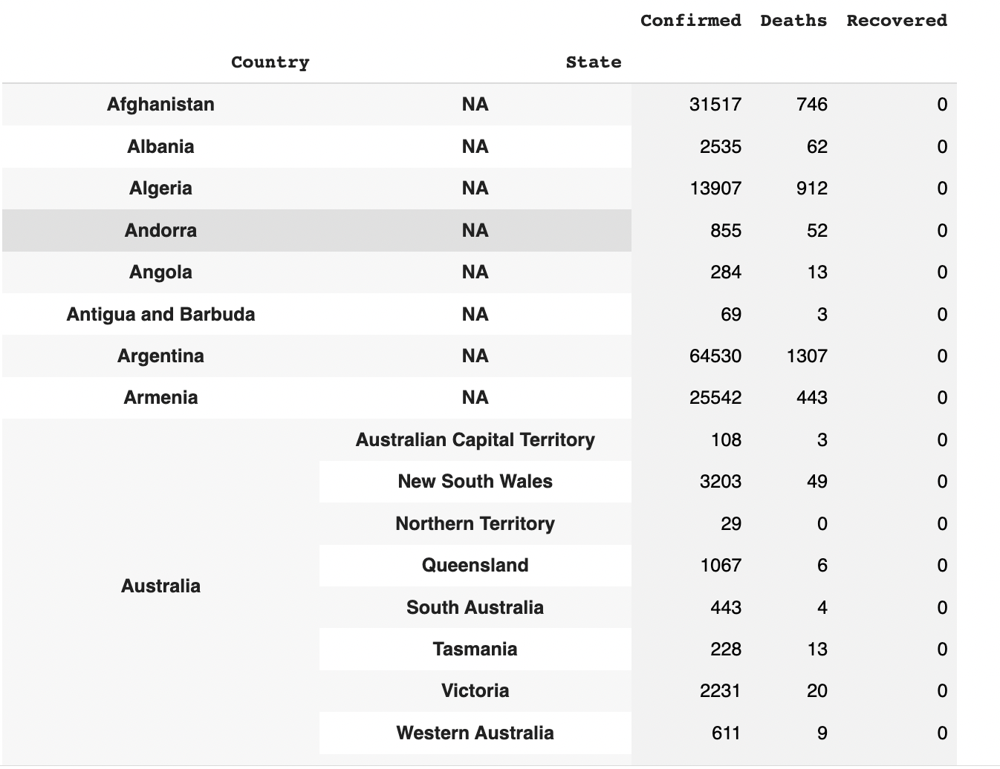 Confirmed Deaths Recovered
Country State
Afghanistan NA 31517 746 0
Albania NA 2535 62 0
Algeria NA 13907 912 0
Andorra NA 855 52 0
Angola NA 284 13 0
Antigua and Barbuda NA 69 3 0
Argentina NA 64530 1307 0
Armenia NA 25542 443 0
Australian Capital Territory 108 3 0
New South Wales 3203 49 0
Northern Territory 29 0 0
Queensland 1067 6 0
Australia
South Australia 443 4 0
Tasmania 228 13 0
Victoria 2231 20 0
Western Australia 611 9 0